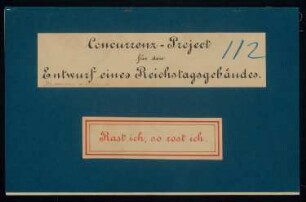 Concurrenz-Project
für den
Entwurf eines Reichstagsgebäudes.
112
Rast ich, so rost ich.